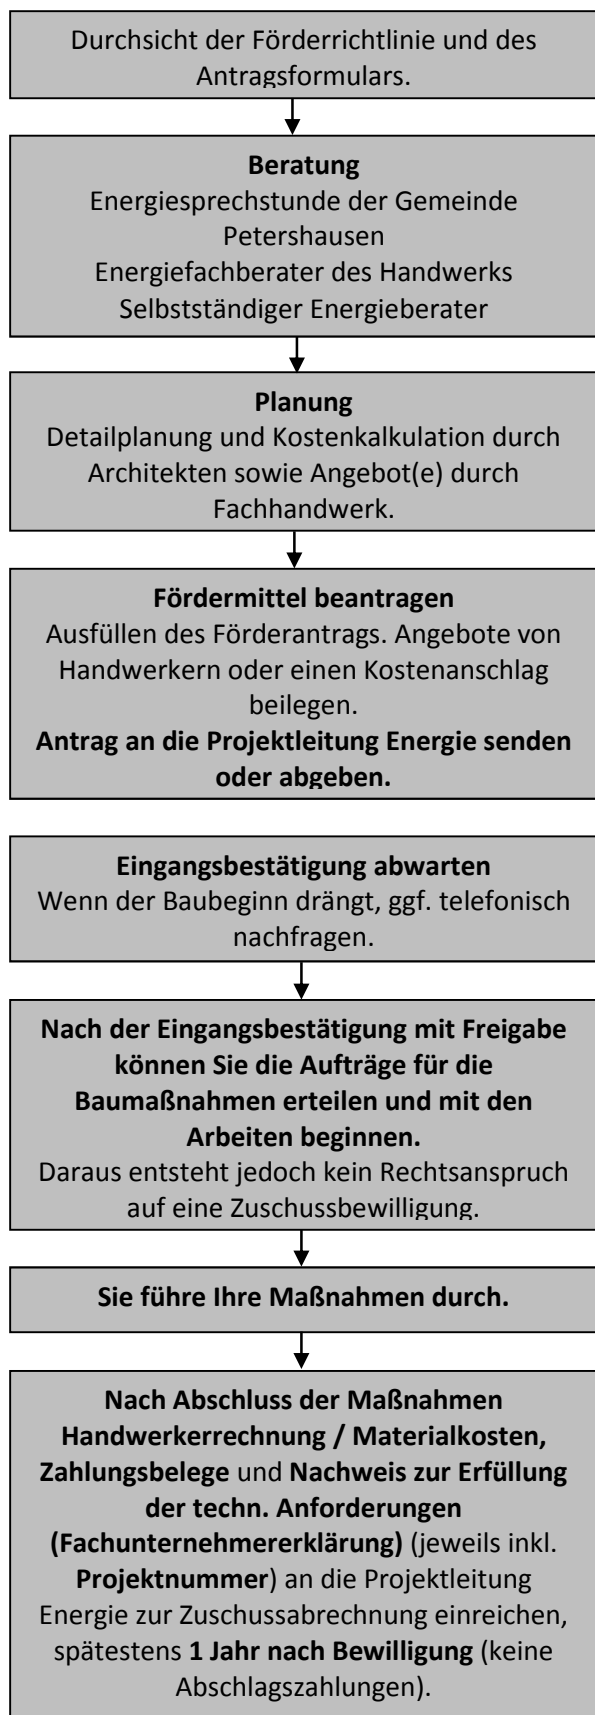 Durchsicht der Förderrichtlinie und des
Antragsformulars.
Beratung
Energiesprechstunde der Gemeinde
Petershausen
Energiefachberater des Handwerks
Selbstständiger Energieberater
Planung
Detailplanung und Kostenkalkulation durch
Architekten sowie Angebot(e) durch
Fachhandwerk.
Fördermittel beantragen
Ausfüllen des Förderantrags. Angebote von
Handwerkern oder einen Kostenanschlag
beilegen.
Antrag an die Projektleitung Energie senden
oder abgeben.
Eingangsbestätigung abwarten
Wenn der Baubeginn drängt, ggf. telefonisch
nachfragen.
Nach der Eingangsbestätigung mit Freigabe
können Sie die Aufträge für die
Baumaßnahmen erteilen und mit den
Arbeiten beginnen.
Daraus entsteht jedoch kein Rechtsanspruch
auf eine Zuschussbewilligung.
Sie führe Ihre Maßnahmen durch.
Nach Abschluss der Maßnahmen
Handwerkerrechnung / Materialkosten,
Zahlungsbelege und Nachweis zur Erfüllung
der techn. Anforderungen
(Fachunternehmererklärung) (jeweils inkl.
Projektnummer) an die Projektleitung
Energie zur Zuschussabrechnung einreichen,
spätestens 1 Jahr nach Bewilligung (keine
Abschlagszahlungen).